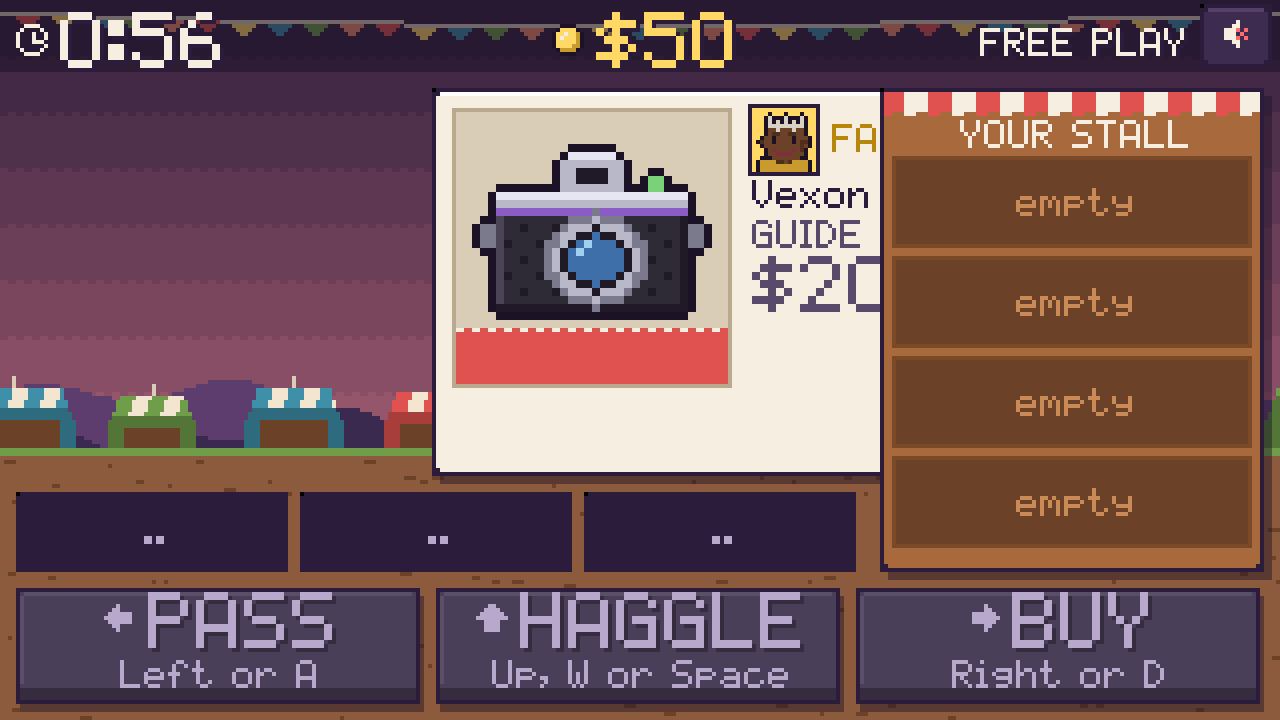 0:56
$50
FREE PLAY
FA
Vexon
GUIDE
$20
YOUR STALL
empty
empty
empty
empty
..
..
..
PASS
Left or A
HAGGLE
Up, W or Space
BUY
Right or D